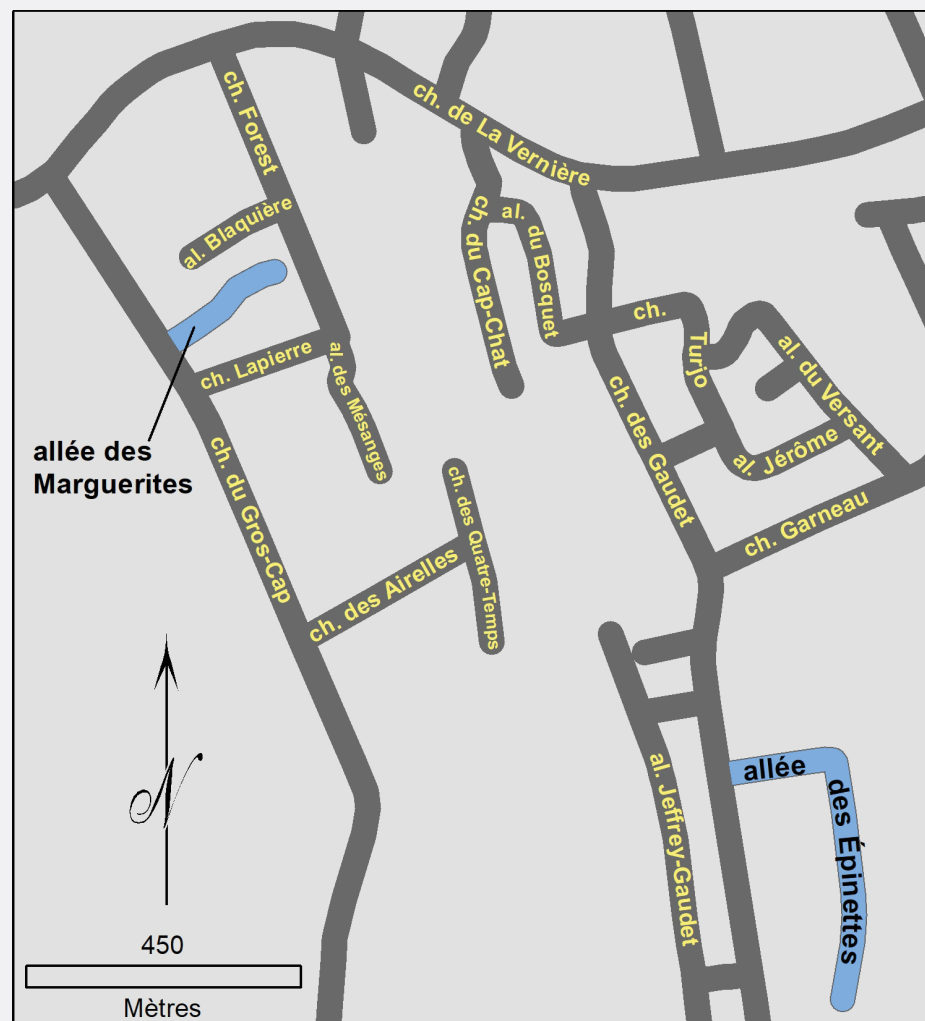 ch. de La Vernière
ch. Forest
al. Blaquière
ch. du Cap-Chat
al. du Bosquet
ch. Turjo
al. du Versant
ch. Lapierre
al. des Mésanges
allée des
Marguerites
ch. du Gros-Cap
ch. des Gaudet
al. Jérôme
ch. Garneau
ch. des Quatre-Temps
ch. des Airelles
al. Jeffrey-Gaudet
allée des Épinettes
N
450
Mètres